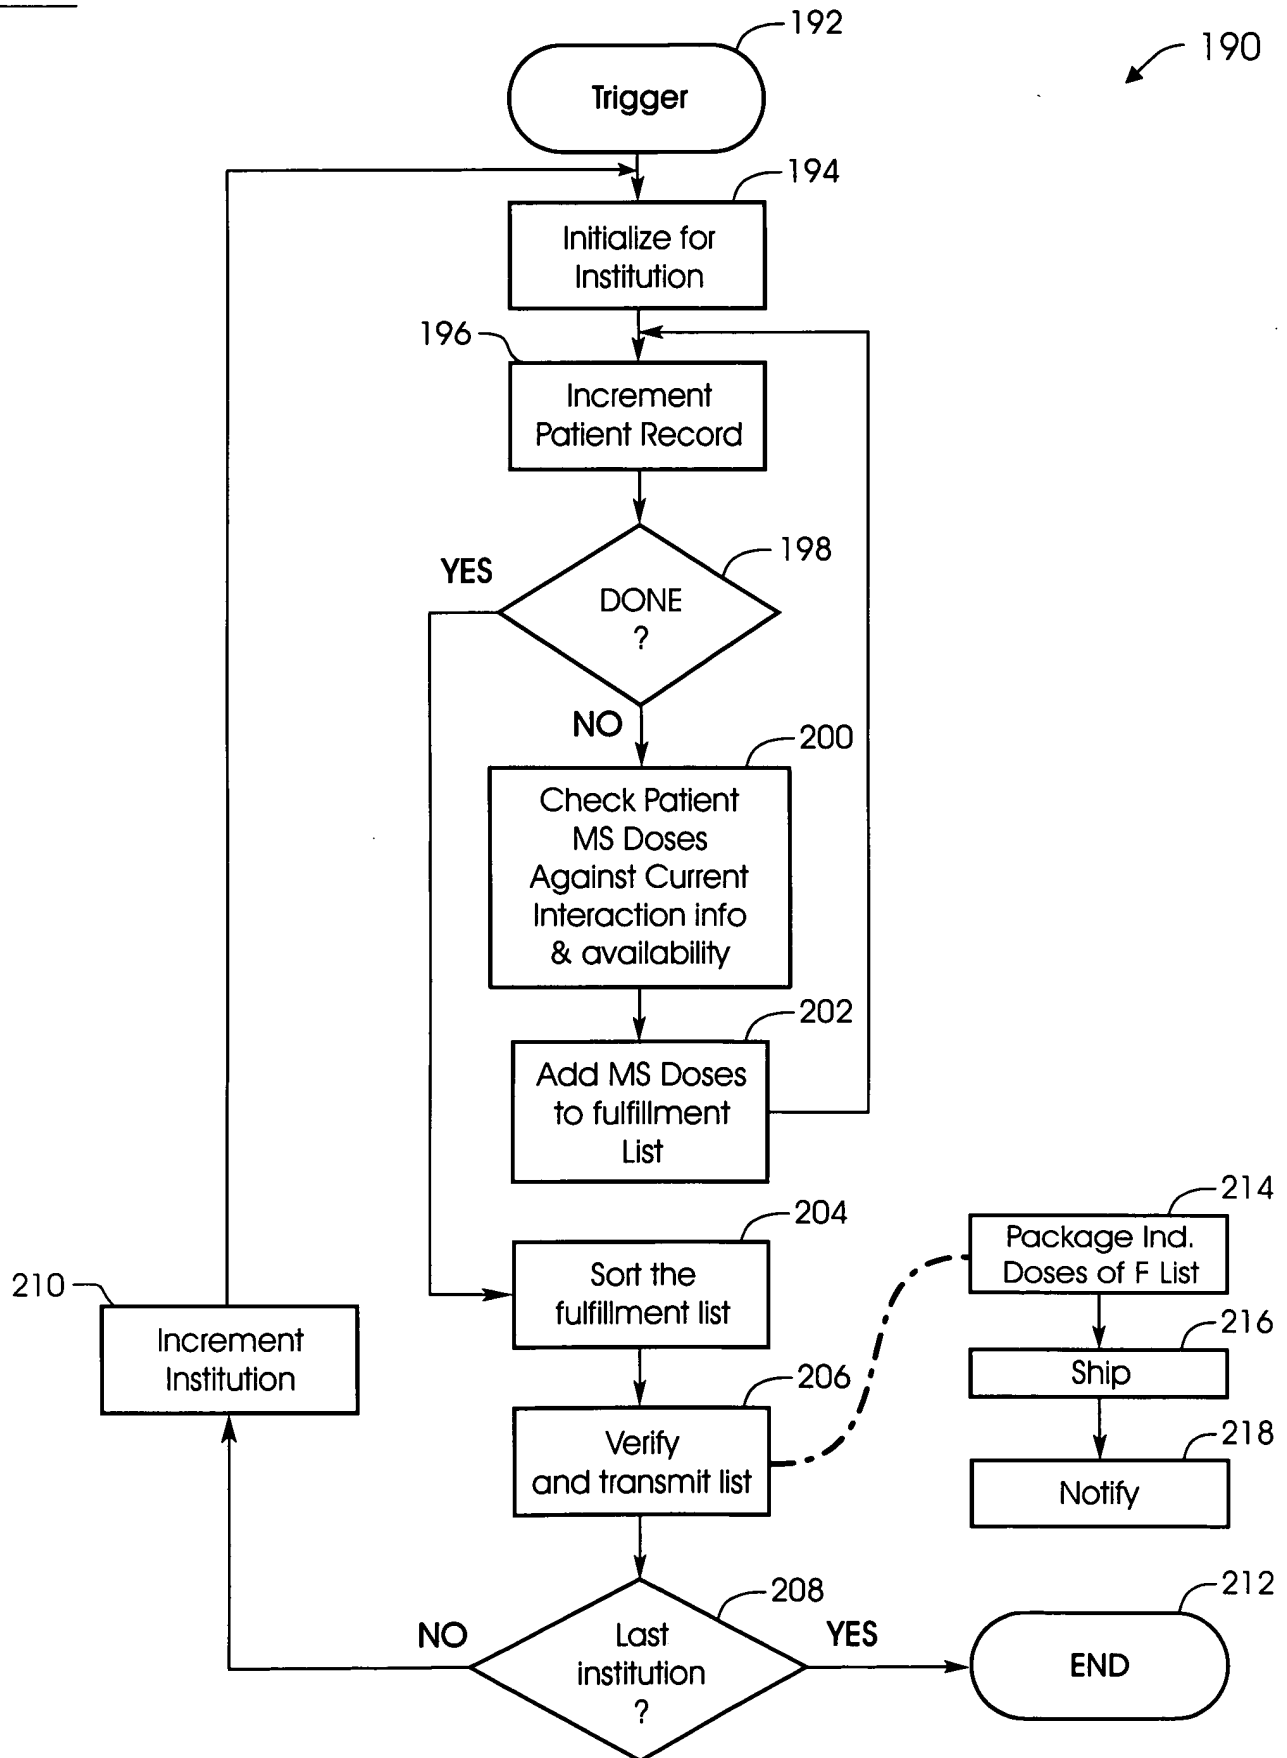 192
190
Trigger
194
Initialize for
Institution
196
Increment
Patient Record
198
YES
DONE
?
NO
200
Check Patient
MS Doses
Against Current
Interaction info
& availability
202
Add MS Doses
to fulfillment
List
204
Sort the
fulfillment list
214
Package Ind.
Doses of F List
210
Increment
Institution
216
Ship
206
Verify
and transmit list
218
Notify
208
NO
Last
institution
?
YES
212
END